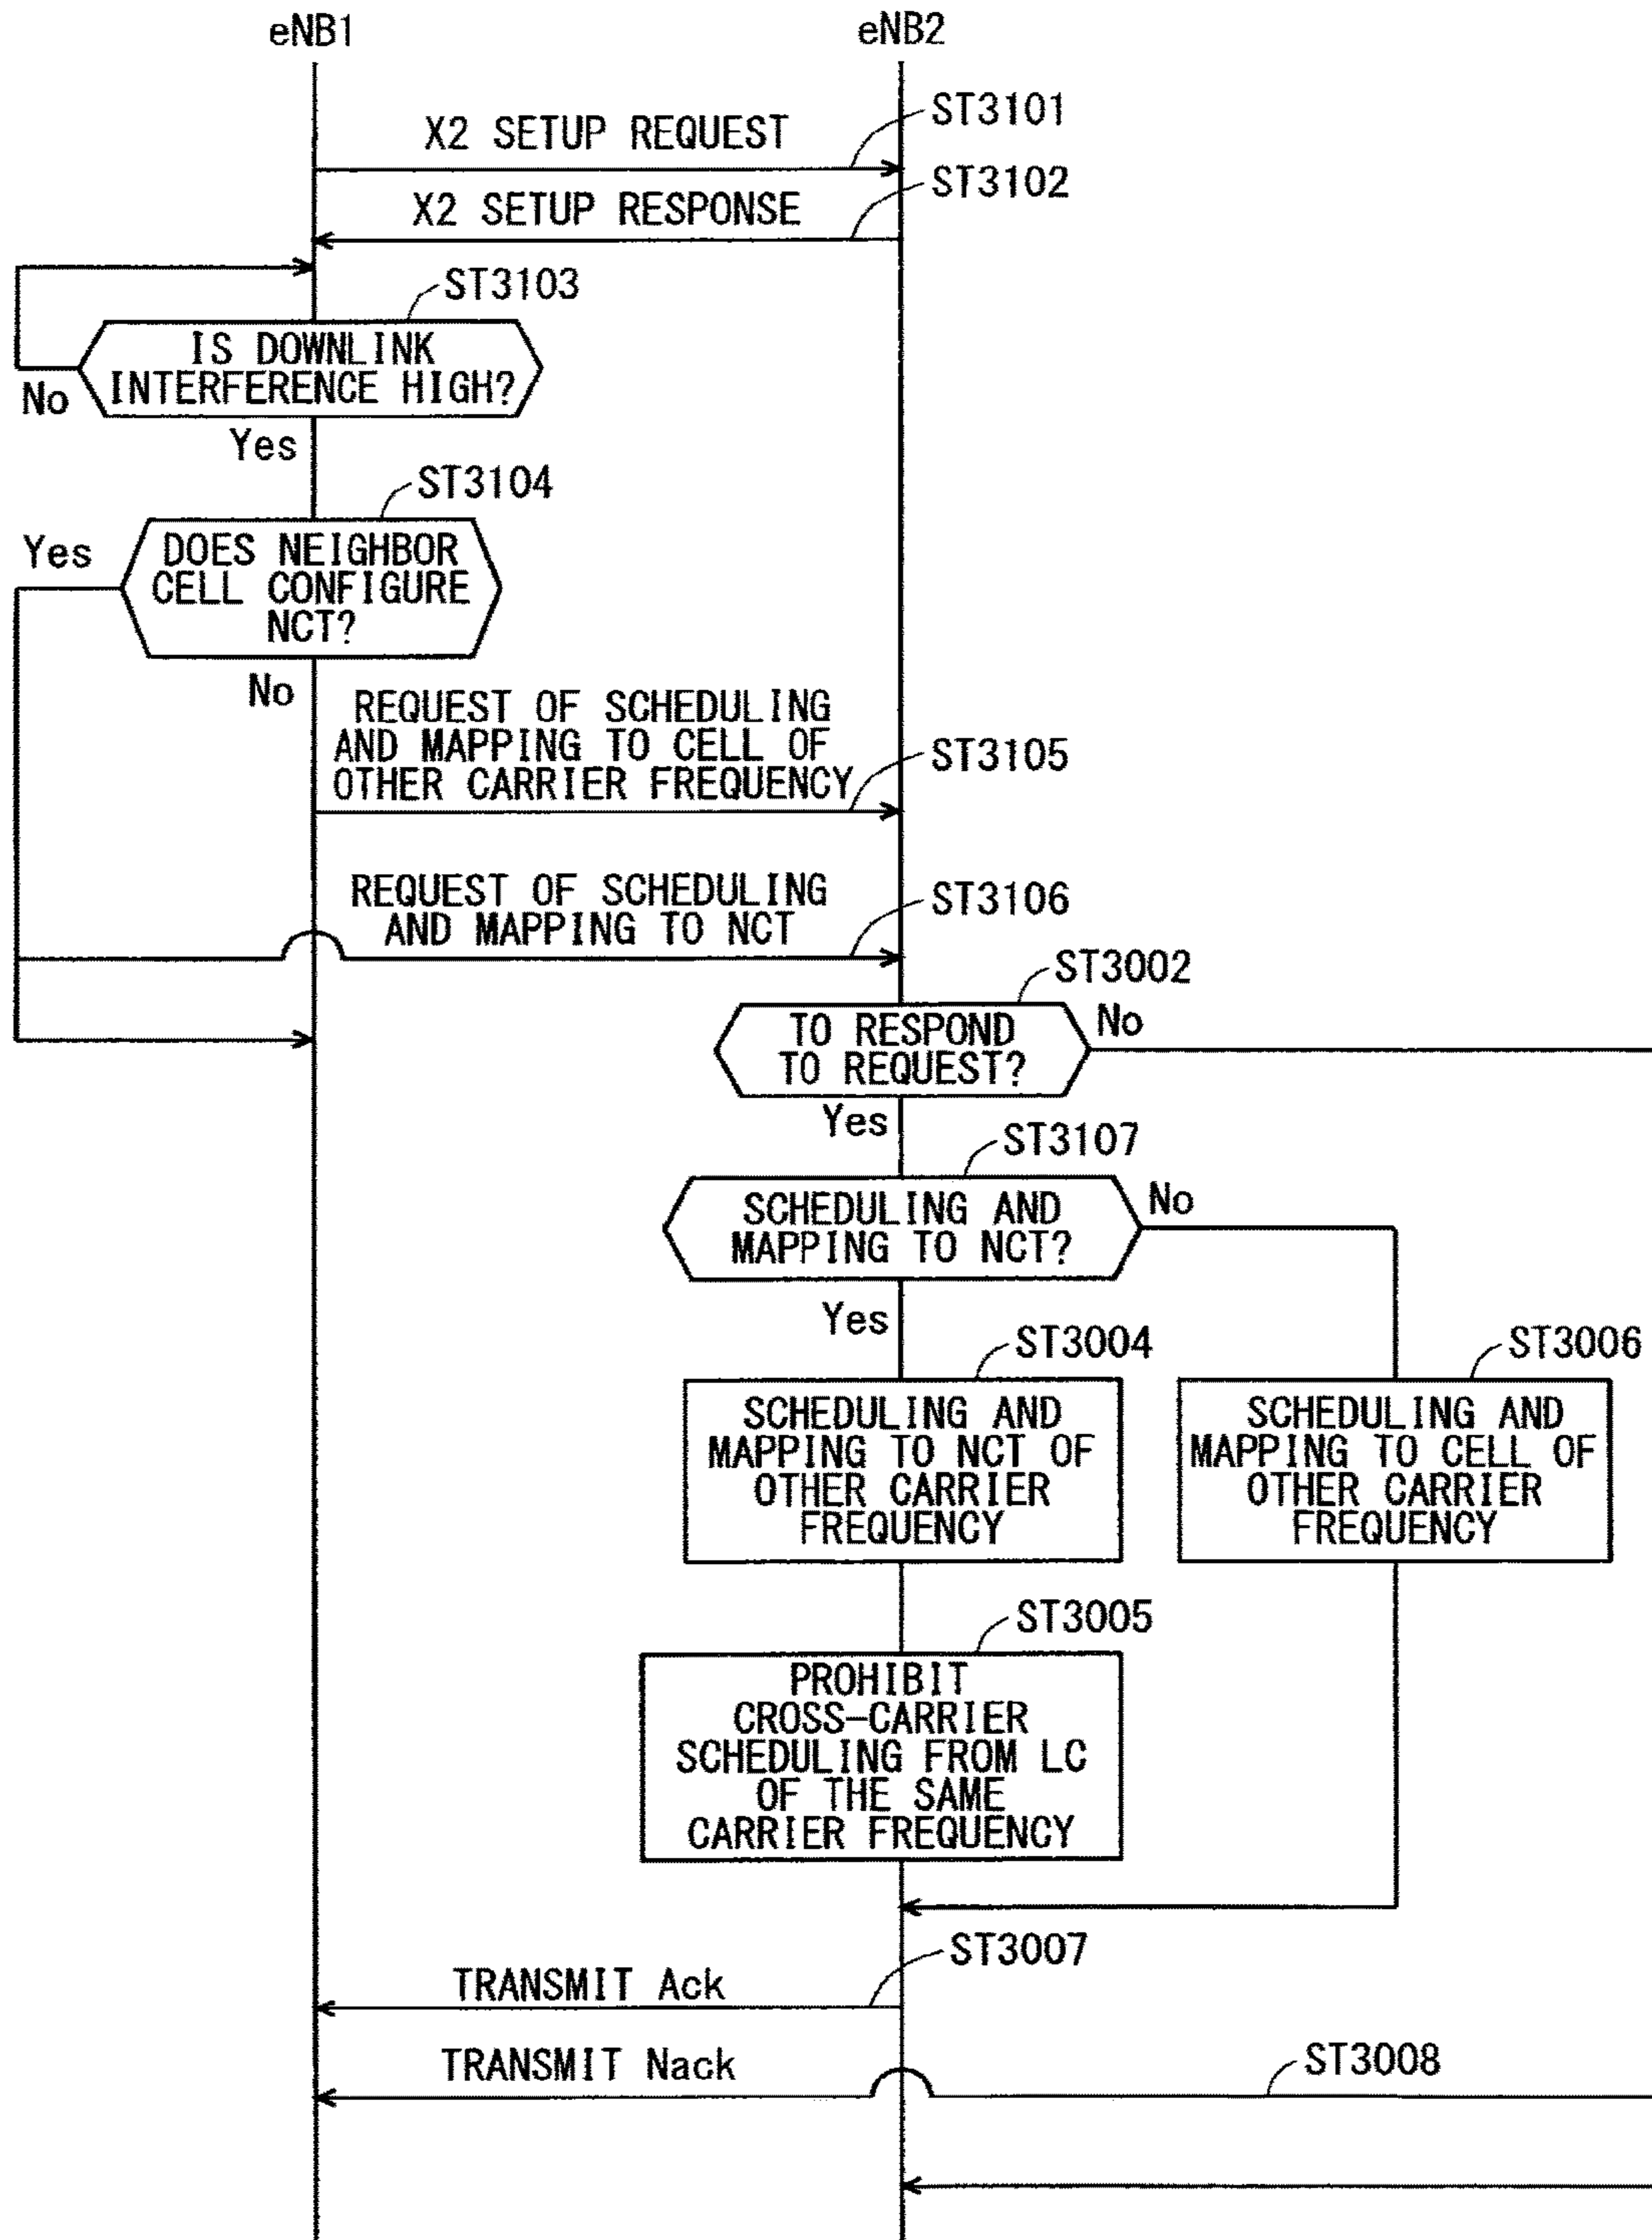 eNB1
eNB2
ST3101
X2 SETUP REQUEST
ST3102
X2 SETUP RESPONSE
ST3103
IS DOWNLINK
INTERFERENCE HIGH?
No
Yes
ST3104
Yes
DOES NEIGHBOR
CELL CONFIGURE
NCT?
No
REQUEST OF SCHEDULING
AND MAPPING TO CELL OF
OTHER CARRIER FREQUENCY
ST3105
REQUEST OF SCHEDULING
AND MAPPING TO NCT
ST3106
ST3002
TO RESPOND
TO REQUEST?
No
Yes
ST3107
SCHEDULING AND
MAPPING TO NCT?
No
Yes
ST3004
SCHEDULING AND
MAPPING TO NCT OF
OTHER CARRIER
FREQUENCY
ST3006
SCHEDULING AND
MAPPING TO CELL OF
OTHER CARRIER
FREQUENCY
ST3005
PROHIBIT
CROSS-CARRIER
SCHEDULING FROM LC
OF THE SAME
CARRIER FREQUENCY
ST3007
TRANSMIT Ack
TRANSMIT Nack
ST3008